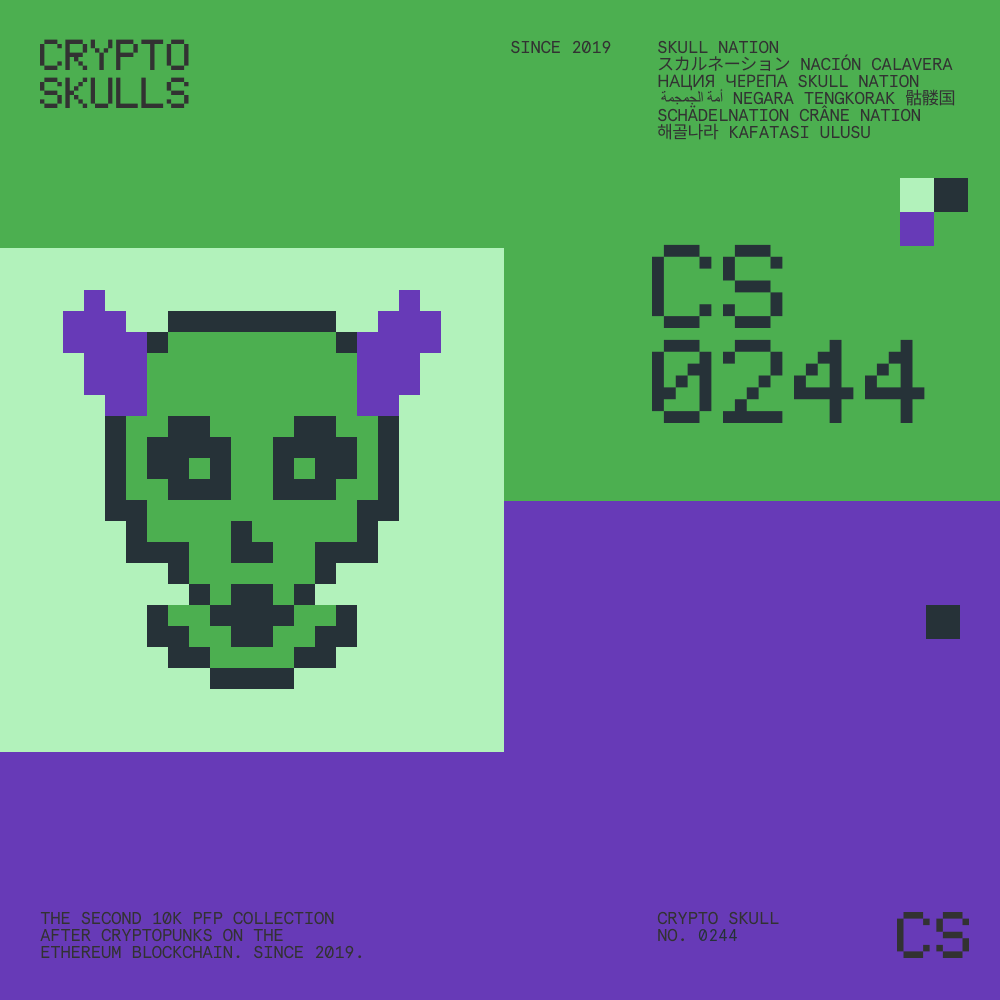 CRYPTO
SKULLS
SINCE 2019
SKULL NATION
スカルネーション NACIÓN CALAVERA
НАЦИЯ ЧЕРЕПА SKULL NATION
أمة الجمجمة NEGARA TENGKORAK 骷髅国
SCHÄDELNATION CRÂNE NATION
해골나라 KAFATASI ULUSU
CS
0244
THE SECOND 10K PFP COLLECTION
AFTER CRYPTOPUNKS ON THE
ETHEREUM BLOCKCHAIN. SINCE 2019.
CRYPTO SKULL
NO. 0244
CS